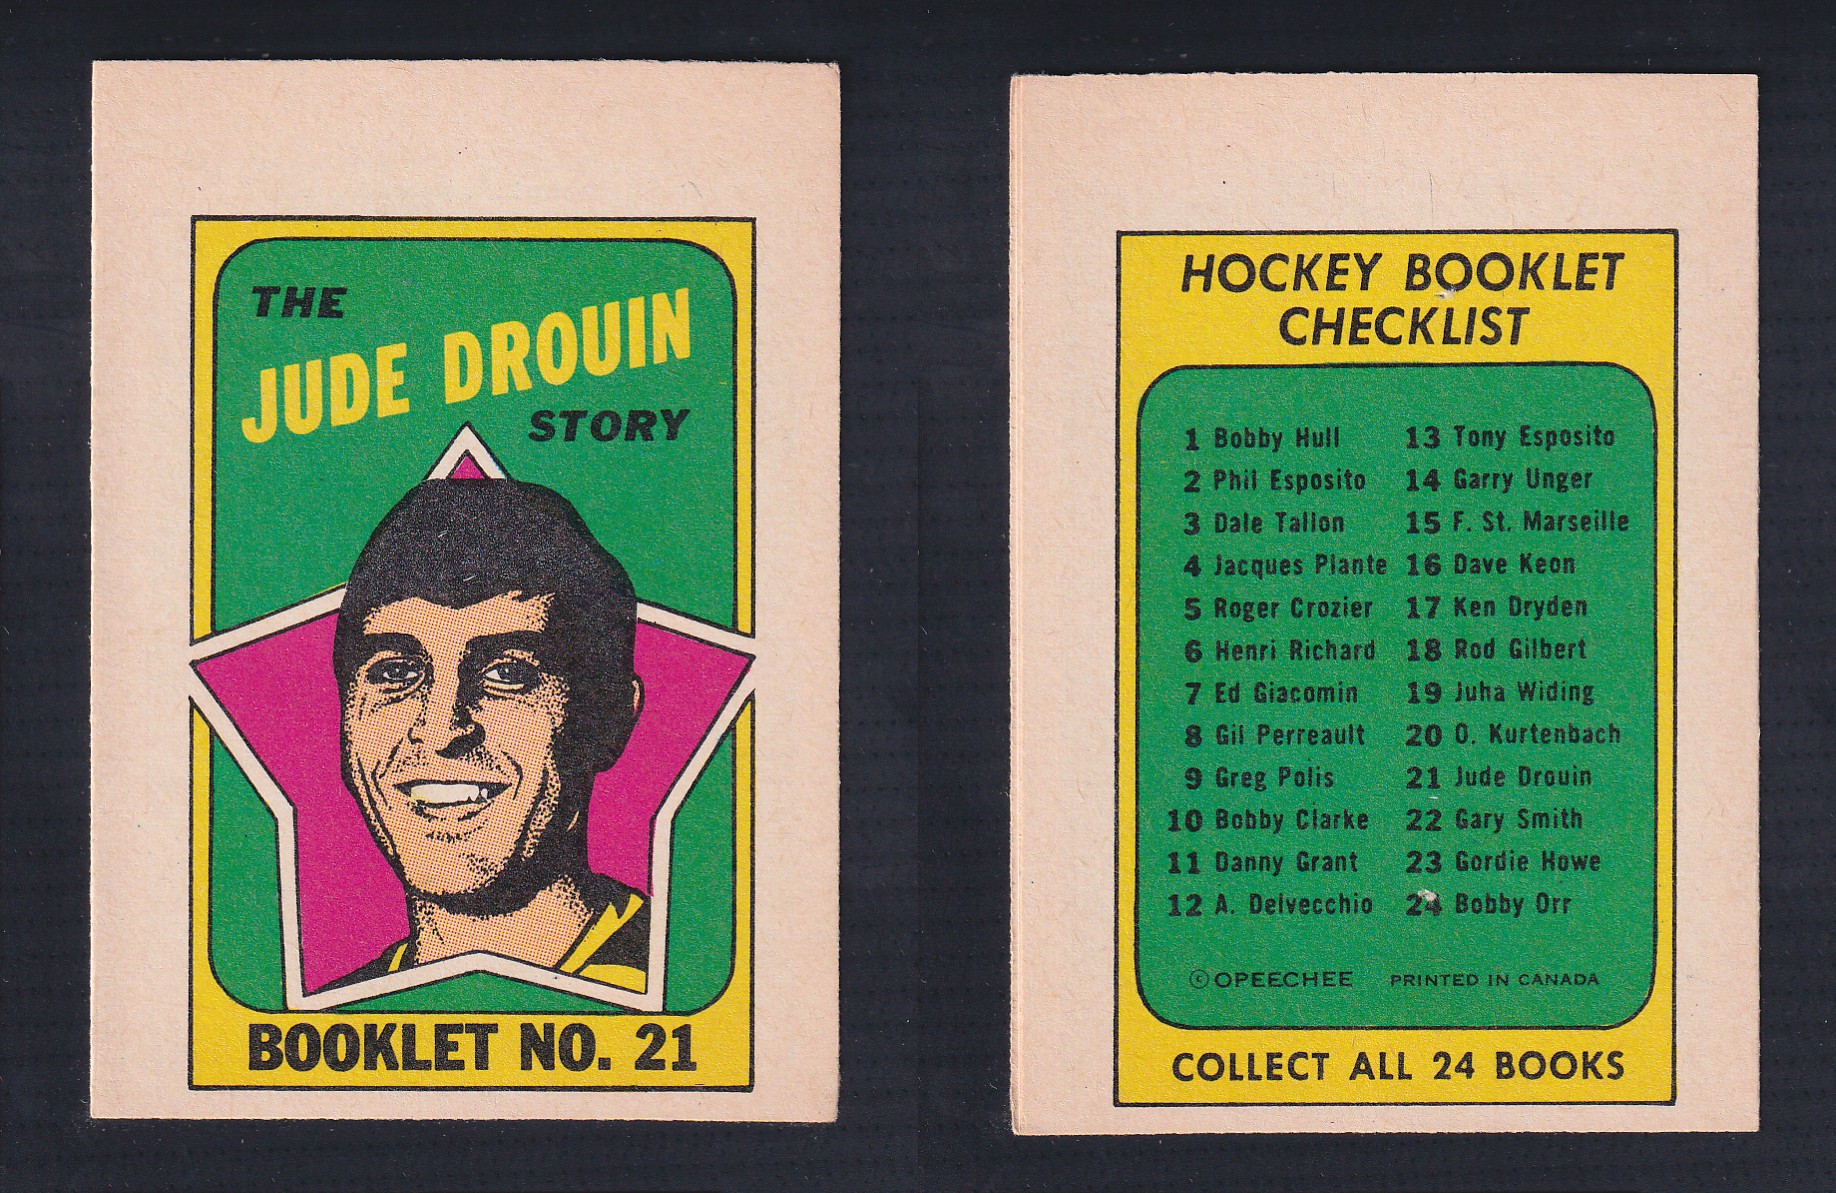 THE
JUDE DROUIN
STORY
BOOKLET NO. 21
HOCKEY BOOKLET
CHECKLIST
1 Bobby Hull
2 Phil Esposito
3 Dale Tallon
4 Jacques Plante
5 Roger Crozier
6 Henri Richard
7 Ed Giacomin
8 Gil Perreault
9 Greg Polis
10 Bobby Clarke
11 Danny Grant
12 A. Delvecchio
13 Tony Esposito
14 Garry Unger
15 F. St. Marseille
16 Dave Keon
17 Ken Dryden
18 Rod Gilbert
19 Juha Widing
20 O. Kurtenbach
21 Jude Drouin
22 Gary Smith
23 Gordie Howe
24 Bobby Orr
© OPEECHEE PRINTED IN CANADA
COLLECT ALL 24 BOOKS